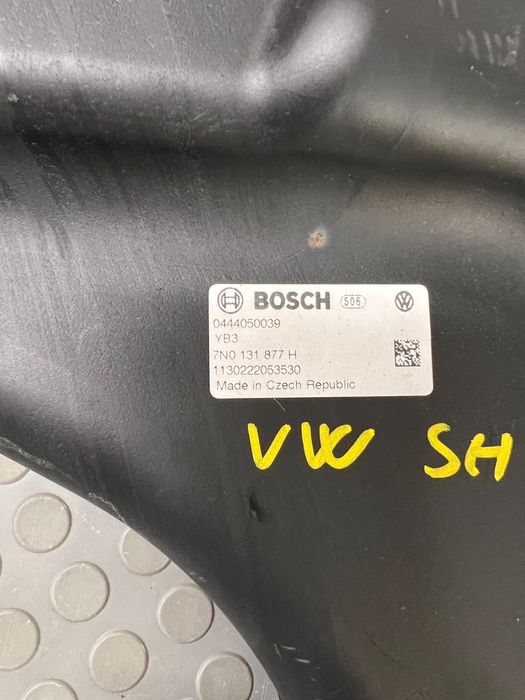 BOSCH 506
0444050039
YB3
7N0 131 877 H
1130222053530
Made in Czech Republic
VW SH